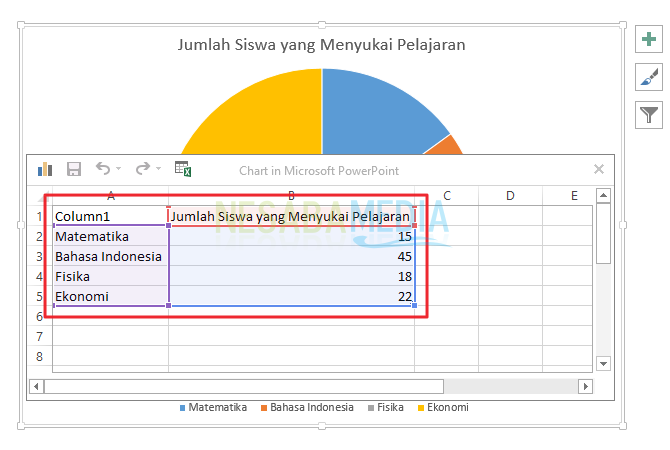 Jumlah Siswa yang Menyukai Pelajaran
Chart in Microsoft PowerPoint
A B C D E
1 Column1 Jumlah Siswa yang Menyukai Pelajaran
2 Matematika 15
3 Bahasa Indonesia 45
4 Fisika 18
5 Ekonomi 22
6
7
8
NESABAMEDIA
Matematika Bahasa Indonesia Fisika Ekonomi